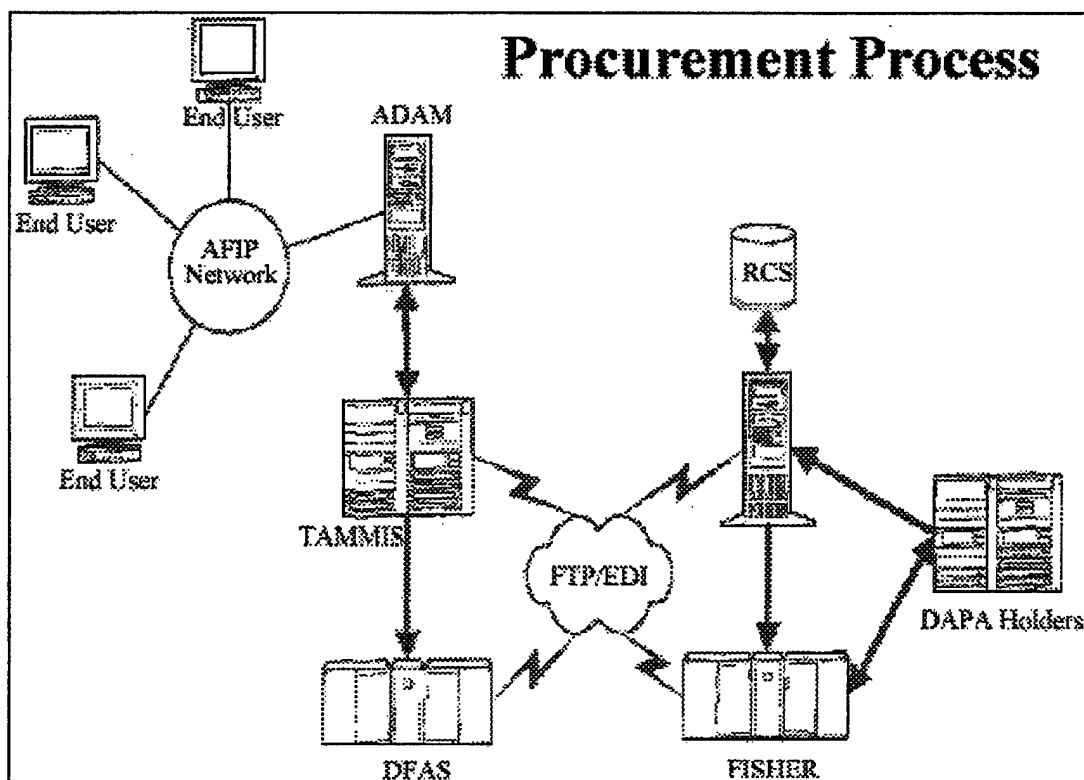 Procurement Process
End User
ADAM
End User
AFIP
Network
RCS
End User
TAMMIS
FTP/EDI
DAPA Holders
DFAS
FISHER